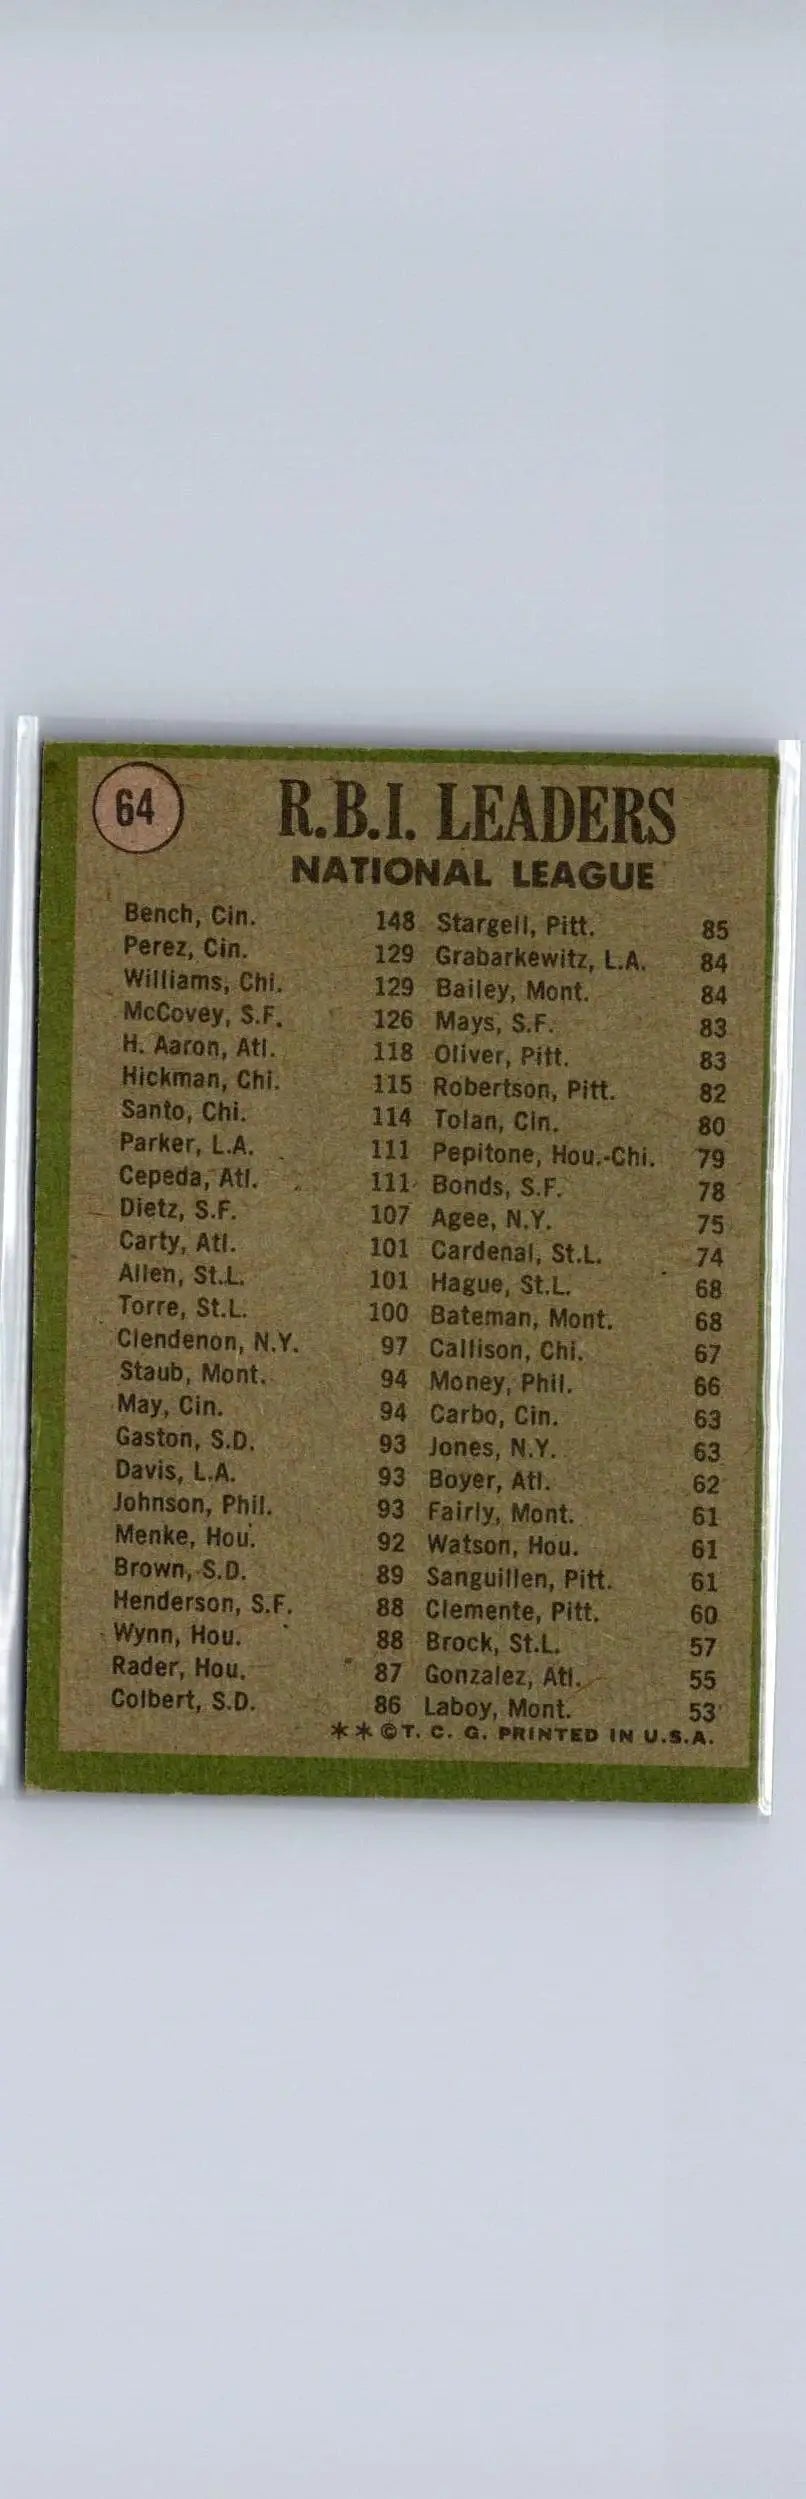 64
R.B.I. LEADERS
NATIONAL LEAGUE
Bench, Cin. 148 Stargell, Pitt. 85
Perez, Cin. 129 Grabarkewitz, L.A. 84
Williams, Chi. 129 Bailey, Mont. 84
McCovey, S.F. 126 Mays, S.F. 83
H. Aaron, Atl. 118 Oliver, Pitt. 83
Hickman, Chi. 115 Robertson, Pitt. 82
Santo, Chi. 114 Tolan, Cin. 80
Parker, L.A. 111 Pepitone, Hou.-Chi. 79
Cepeda, Atl. 111 Bonds, S.F. 78
Dietz, S.F. 107 Agee, N.Y. 75
Carty, Atl. 101 Cardenal, St.L. 74
Allen, St.L. 101 Hague, St.L. 68
Torre, St.L. 100 Bateman, Mont. 68
Clendenon, N.Y. 97 Callison, Chi. 67
Staub, Mont. 94 Money, Phil. 66
May, Cin. 94 Carbo, Cin. 63
Gaston, S.D. 93 Jones, N.Y. 63
Davis, L.A. 93 Boyer, Atl. 62
Johnson, Phil. 93 Fairly, Mont. 61
Menke, Hou. 92 Watson, Hou. 61
Brown, S.D. 89 Sanguillen, Pitt. 61
Henderson, S.F. 88 Clemente, Pitt. 60
Wynn, Hou. 88 Brock, St.L. 57
Rader, Hou. 87 Gonzalez, Atl. 55
Colbert, S.D. 86 Laboy, Mont. 53
**©T. C. G. PRINTED IN U.S.A.